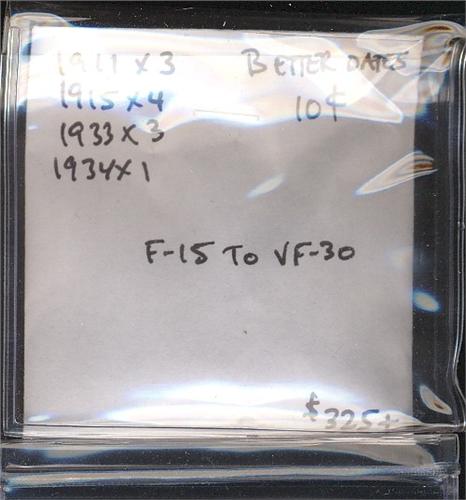 1911 x 3 BETTER DATES
1915 x 4 10¢
1933 x 3
1934 x 1
F-15 TO VF-30
$325+